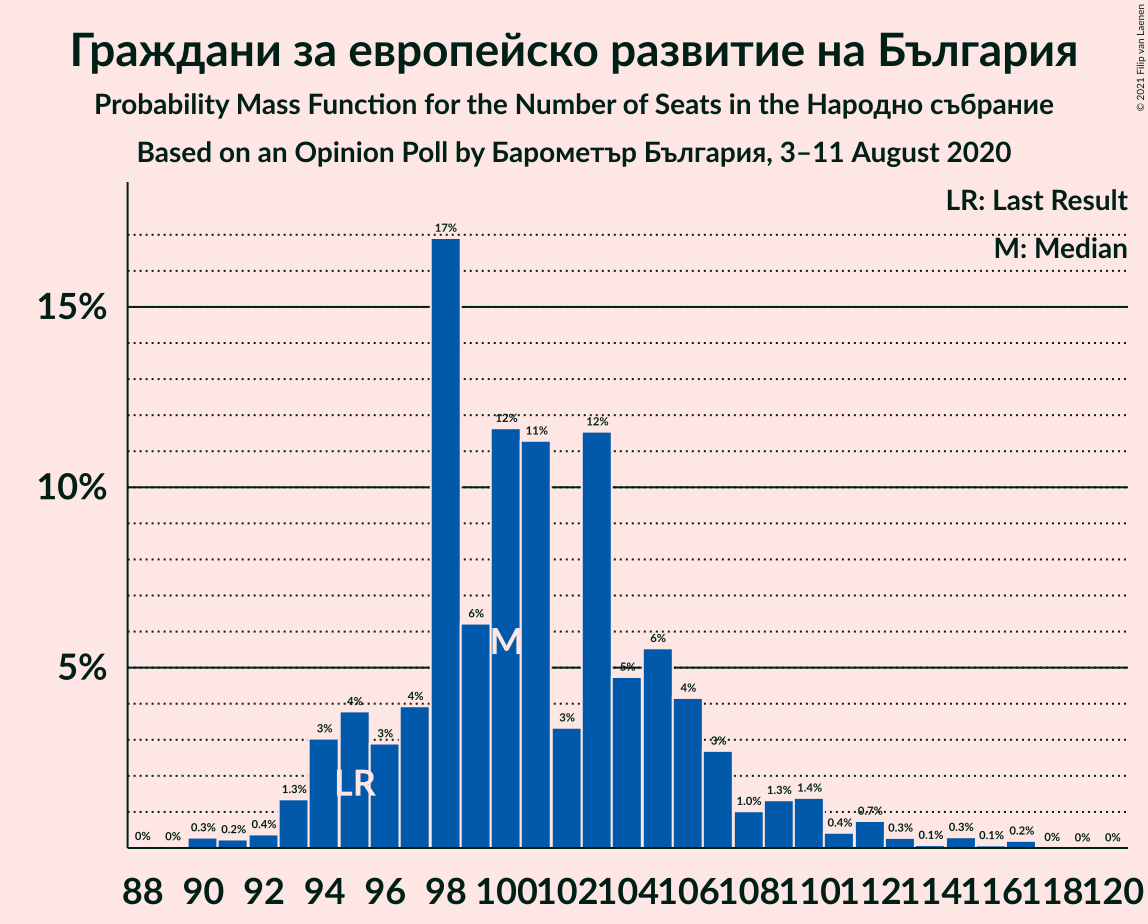 Граждани за европейско развитие на България
Probability Mass Function for the Number of Seats in the Народно събрание
Based on an Opinion Poll by Барометър България, 3–11 August 2020
© 2021 Filip van Laenen
LR: Last Result
M: Median
15%
10%
5%
0% 0% 0.3% 0.2% 0.4% 1.3% 3% 4% 3% 4% 17% 6% 12% 11% 3% 12% 5% 6% 4% 3% 1.0% 1.3% 1.4% 0.4% 0.7% 0.3% 0.1% 0.3% 0.1% 0.2% 0% 0% 0%
M
LR
88 90 92 94 96 98 100 102 104 106 108 110 112 114 116 118 120